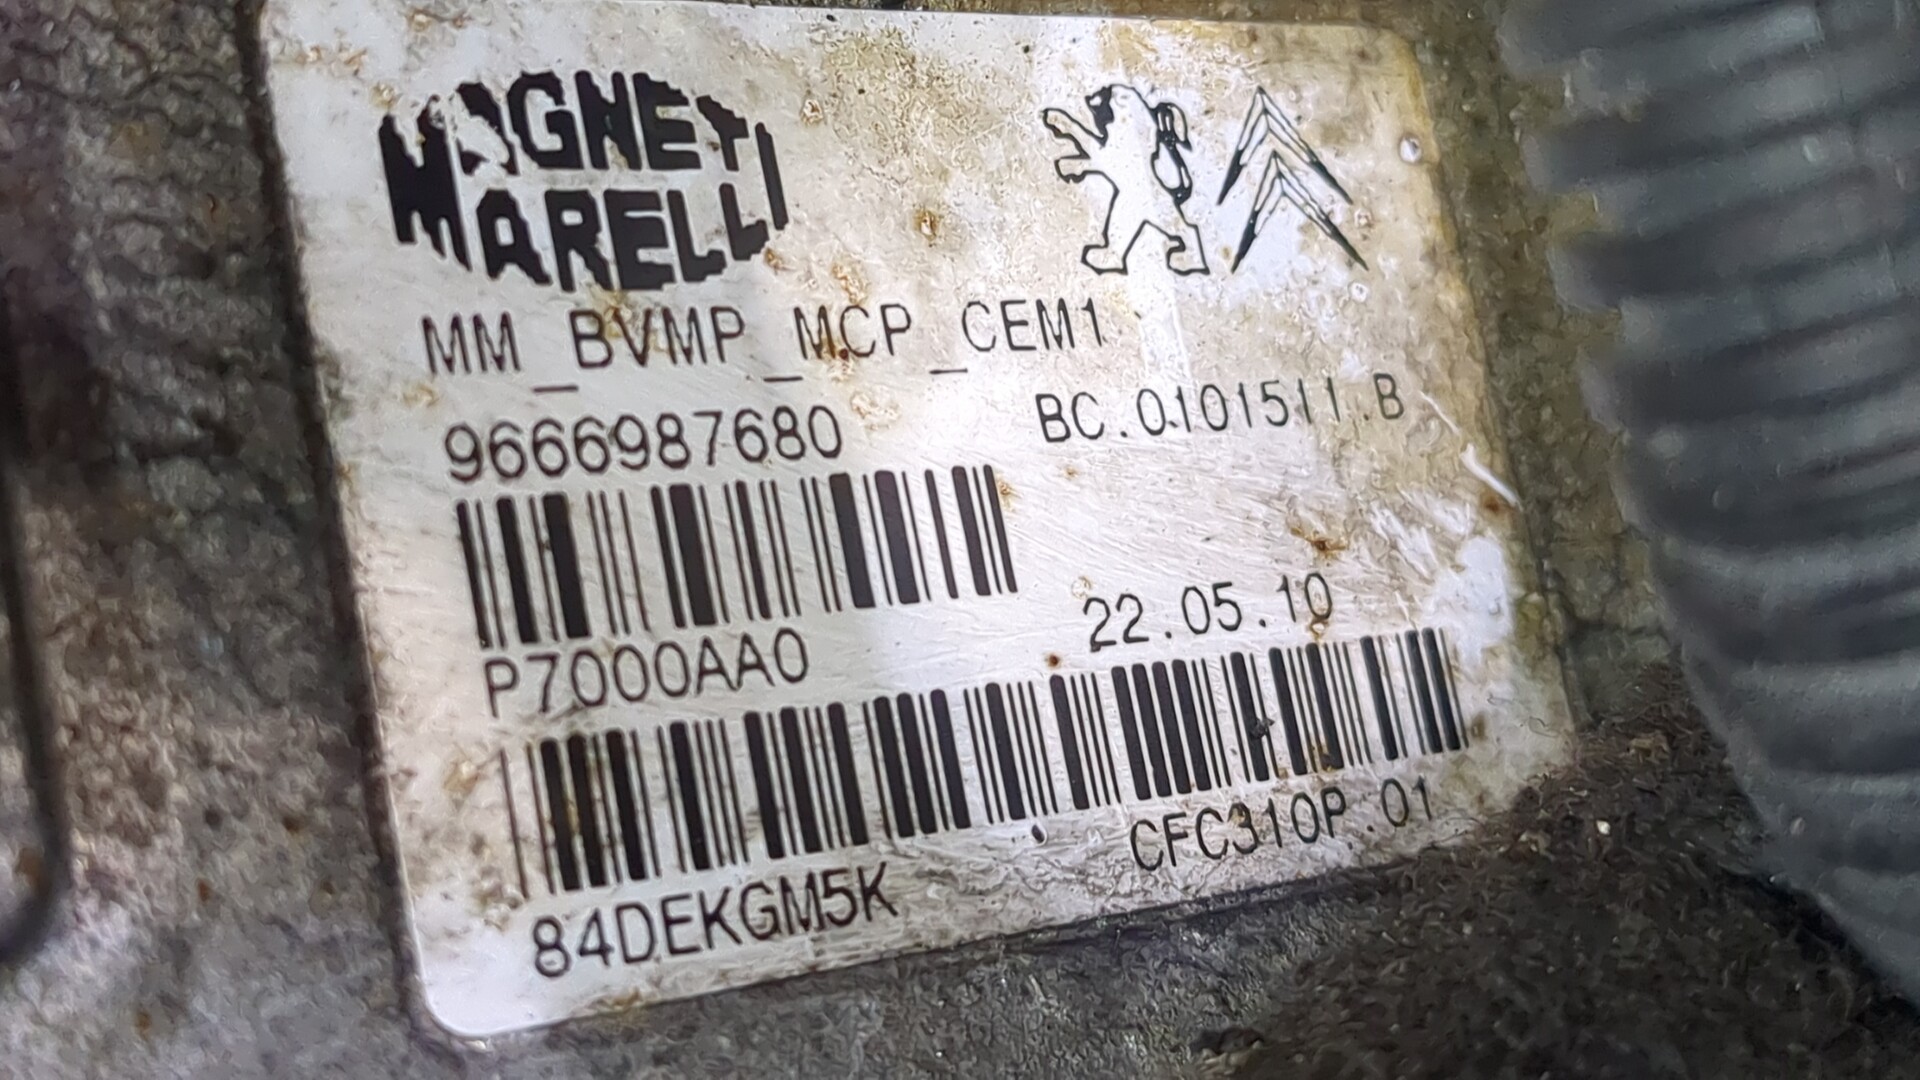 MAGNETI
MARELLI
MM_BVMP_MCP_CEM1
9666987680
BC.0101511.B
22.05.10
P7000AA0
CFC310P.01
84DEKGM5K